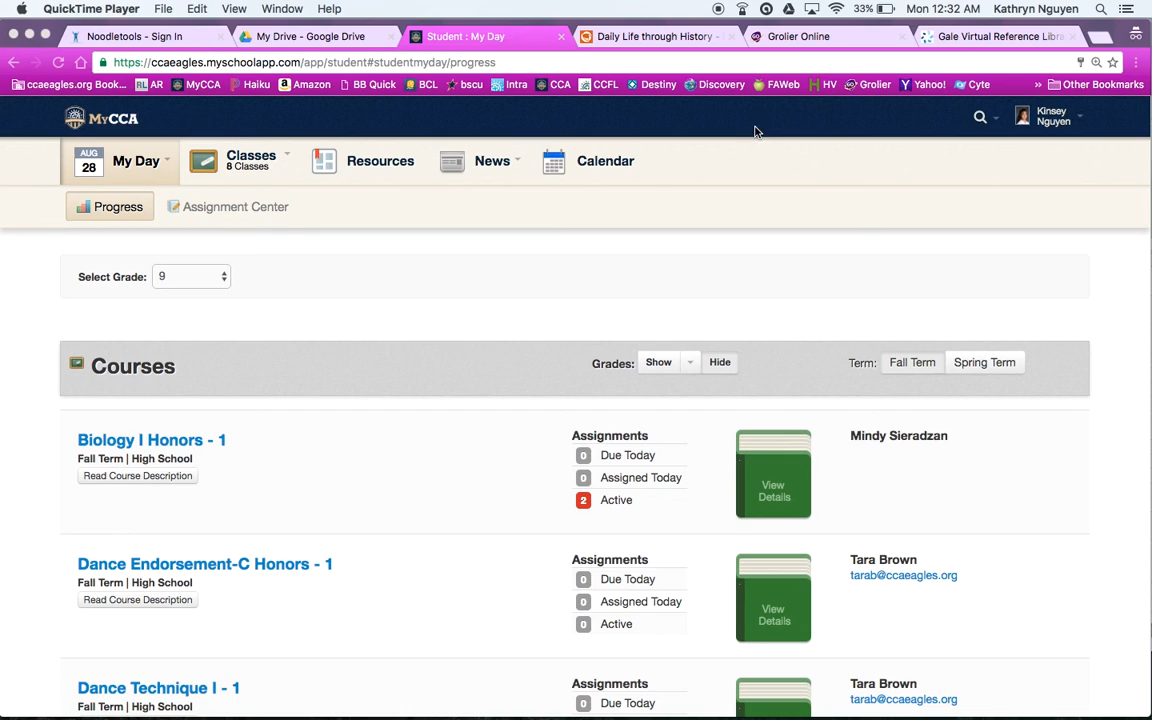 QuickTime Player File Edit View Window Help 33% Mon 12:32 AM Kathryn Nguyen
Noodletools - Sign In My Drive - Google Drive Student : My Day Daily Life through History - Grolier Online Gale Virtual Reference Libra
https://ccaeagles.myschoolapp.com/app/student#studentmyday/progress
ccaeagles.org Book... RL AR MyCCA Haiku Amazon BB Quick BCL bscu Intra CCA CCFL Destiny Discovery FAWeb HV Grolier Yahoo! Cyte » Other Bookmarks
MyCCA Kinsey
Nguyen
AUG
28 My Day Classes
8 Classes Resources News Calendar
Progress Assignment Center
Select Grade: 9
Courses Grades: Show Hide Term: Fall Term Spring Term
Biology I Honors - 1
Fall Term | High School
Read Course Description
Assignments
0 Due Today
0 Assigned Today
2 Active
View
Details
Mindy Sieradzan
Dance Endorsement-C Honors - 1
Fall Term | High School
Read Course Description
Assignments
0 Due Today
0 Assigned Today
0 Active
View
Details
Tara Brown
tarab@ccaeagles.org
Dance Technique I - 1
Fall Term | High School
Assignments
0 Due Today
Tara Brown
tarab@ccaeagles.org